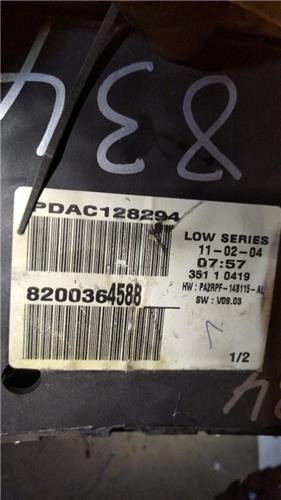 834
PDAC128294
LOW SERIES
11-02-04
07:57
351 1 0419
8200364588
HW : PA2RPF-14B115-AL
SW : V09.03
1/2